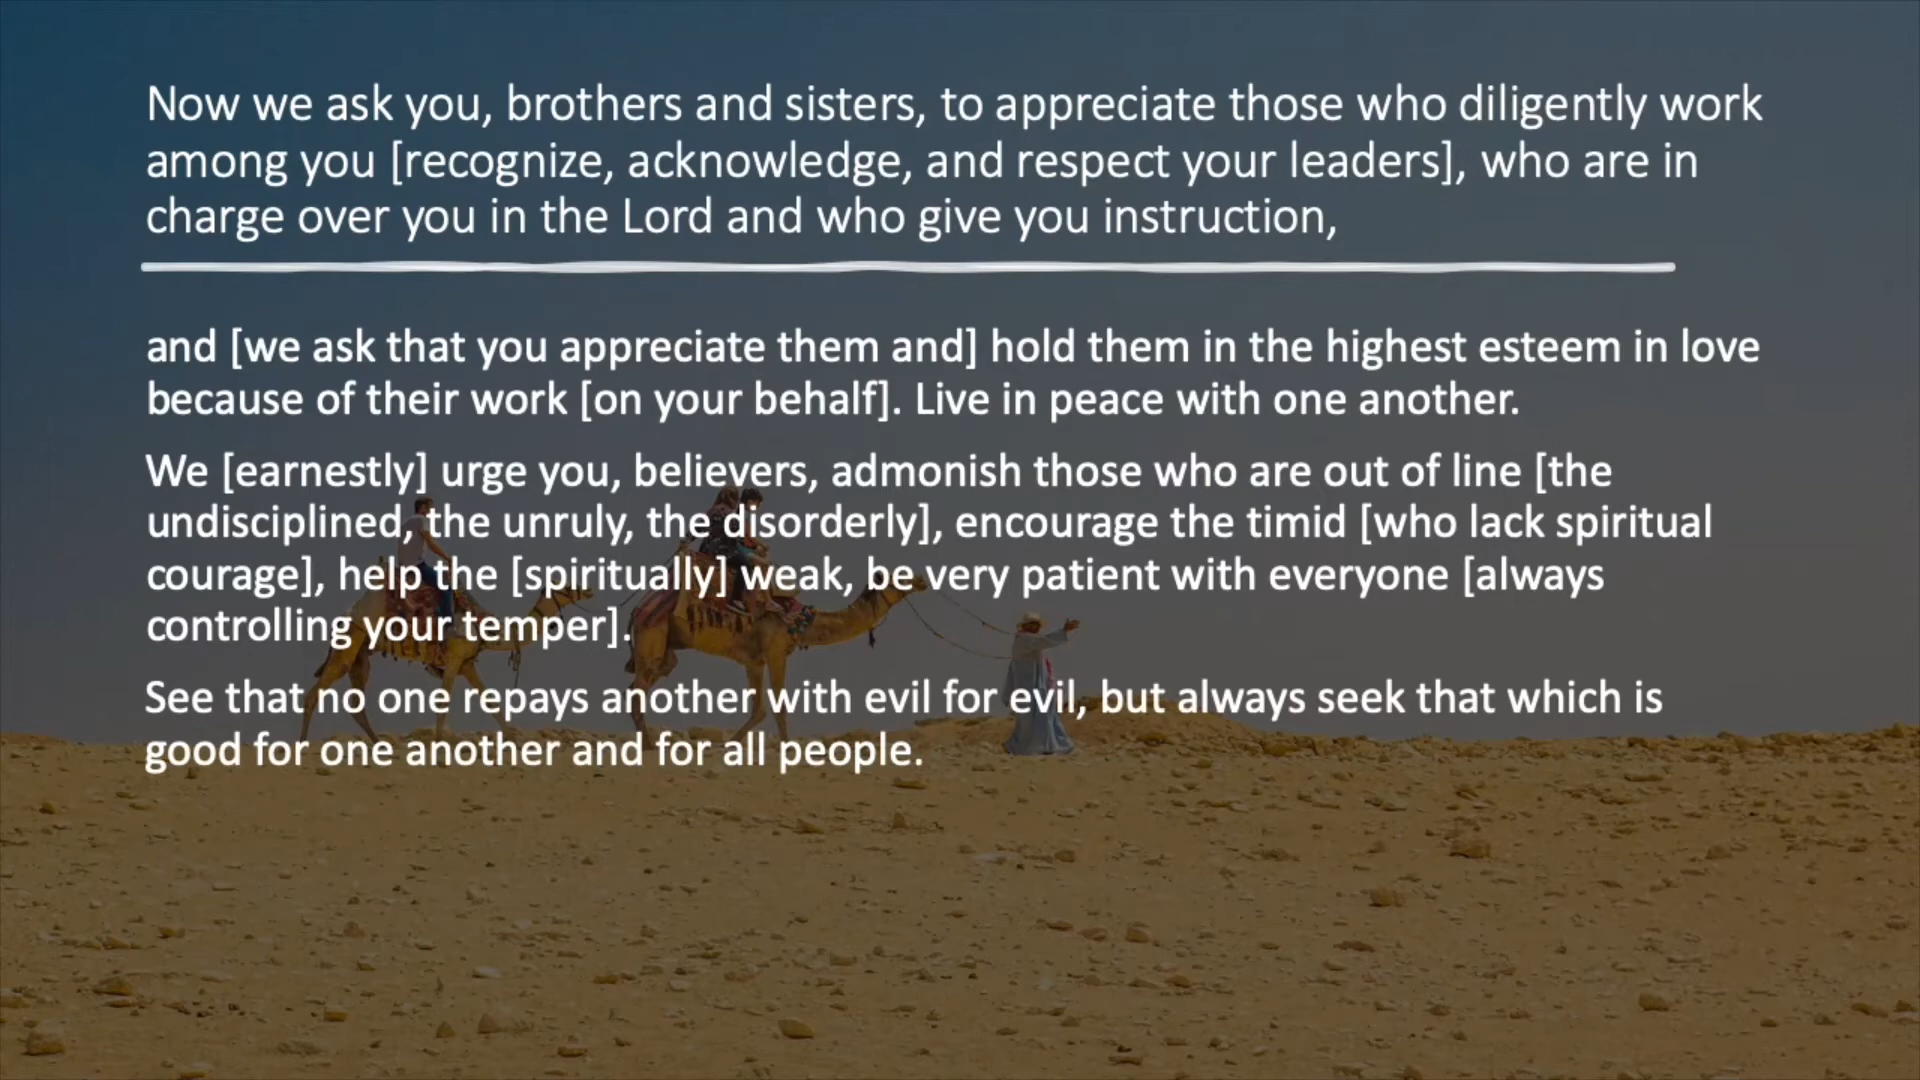 Now we ask you, brothers and sisters, to appreciate those who diligently work
among you [recognize, acknowledge, and respect your leaders], who are in
charge over you in the Lord and who give you instruction,
and [we ask that you appreciate them and] hold them in the highest esteem in love
because of their work [on your behalf]. Live in peace with one another.
We [earnestly] urge you, believers, admonish those who are out of line [the
undisciplined, the unruly, the disorderly], encourage the timid [who lack spiritual
courage], help the [spiritually] weak, be very patient with everyone [always
controlling your temper].
See that no one repays another with evil for evil, but always seek that which is
good for one another and for all people.